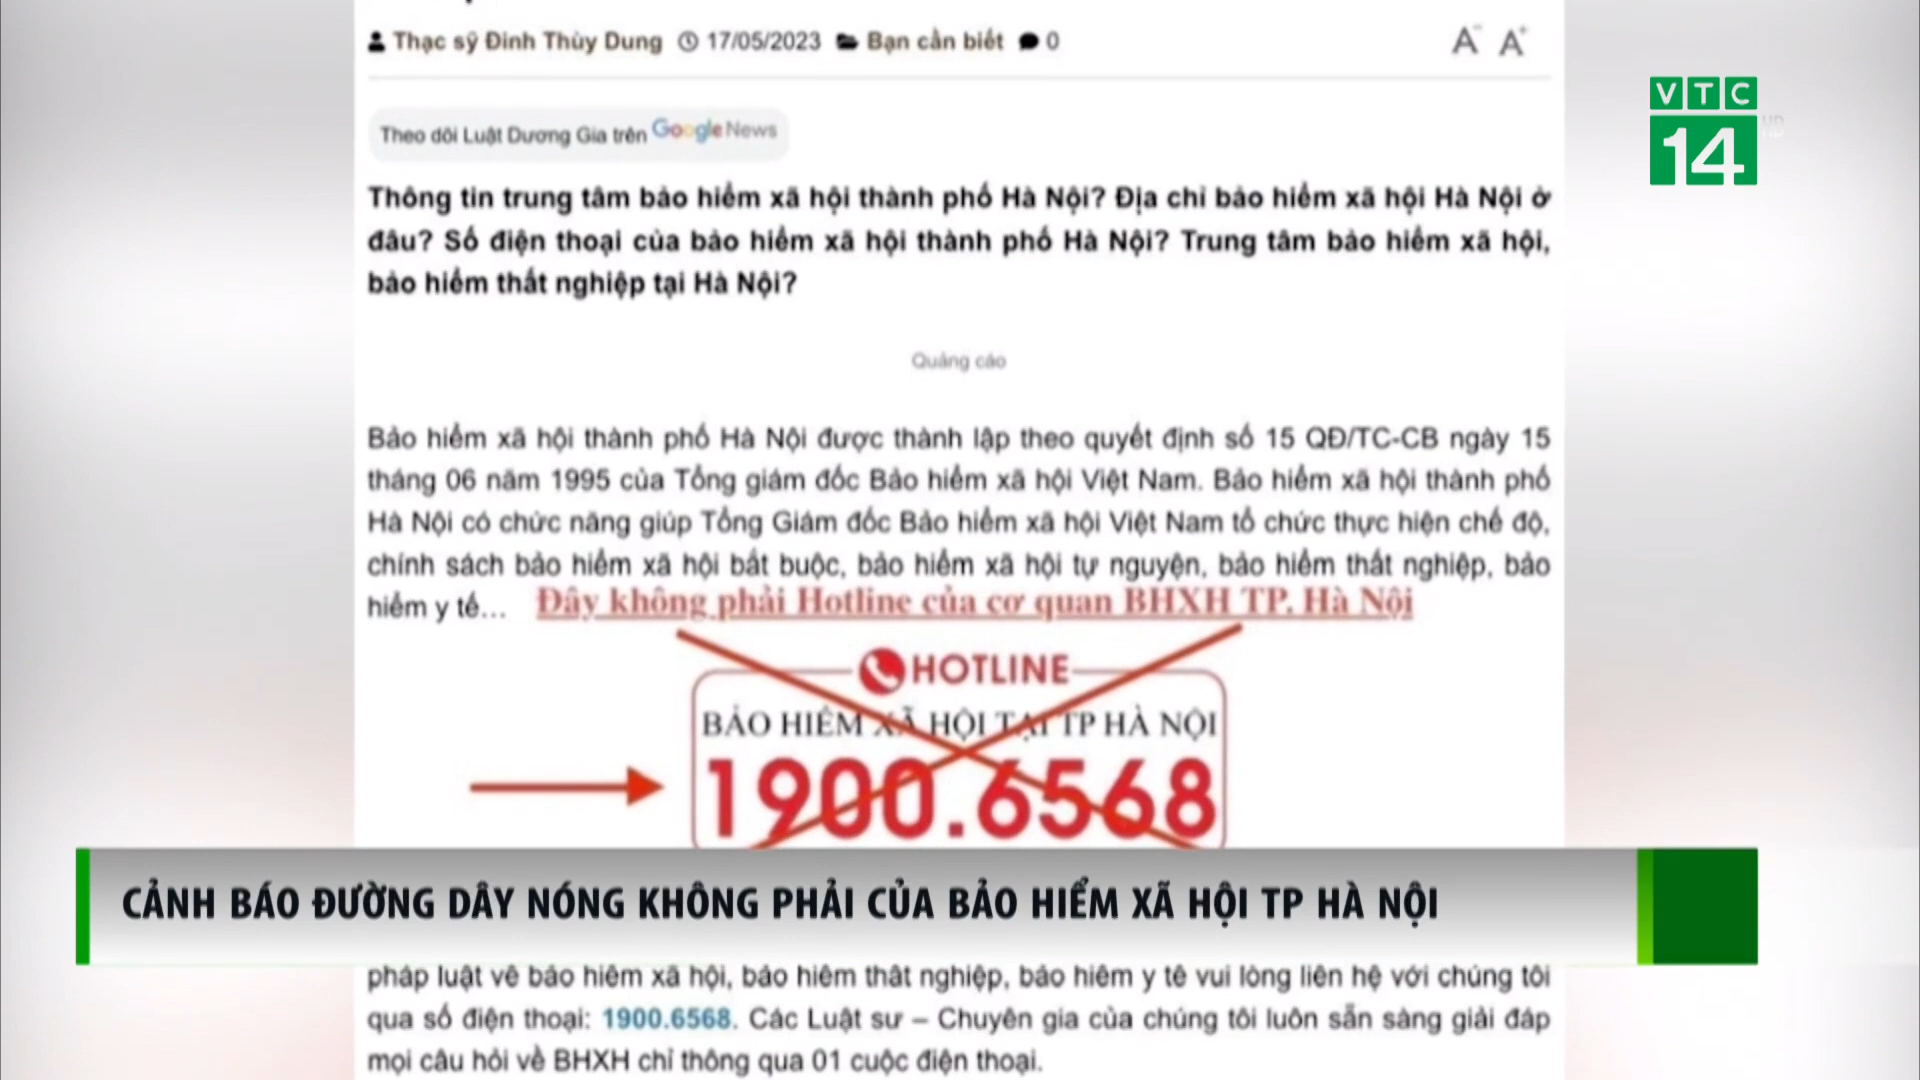 Thạc sỹ Đinh Thùy Dung 17/05/2023 Bạn cần biết 0
A- A+
VTC
14
HD
Theo dõi Luật Dương Gia trên Google News
Thông tin trung tâm bảo hiểm xã hội thành phố Hà Nội? Địa chỉ bảo hiểm xã hội Hà Nội ở
đâu? Số điện thoại của bảo hiểm xã hội thành phố Hà Nội? Trung tâm bảo hiểm xã hội,
bảo hiểm thất nghiệp tại Hà Nội?
Quảng cáo
Bảo hiểm xã hội thành phố Hà Nội được thành lập theo quyết định số 15 QĐ/TC-CB ngày 15
tháng 06 năm 1995 của Tổng giám đốc Bảo hiểm xã hội Việt Nam. Bảo hiểm xã hội thành phố
Hà Nội có chức năng giúp Tổng Giám đốc Bảo hiểm xã hội Việt Nam tổ chức thực hiện chế độ,
chính sách bảo hiểm xã hội bắt buộc, bảo hiểm xã hội tự nguyện, bảo hiểm thất nghiệp, bảo
hiểm y tế...
Đây không phải Hotline của cơ quan BHXH TP. Hà Nội
HOTLINE
BẢO HIỂM XÃ HỘI TẠI TP HÀ NỘI
1900.6568
CẢNH BÁO ĐƯỜNG DÂY NÓNG KHÔNG PHẢI CỦA BẢO HIỂM XÃ HỘI TP HÀ NỘI
pháp luật về bảo hiểm xã hội, bảo hiểm thất nghiệp, bảo hiểm y tế vui lòng liên hệ với chúng tôi
qua số điện thoại: 1900.6568. Các Luật sư – Chuyên gia của chúng tôi luôn sẵn sàng giải đáp
mọi câu hỏi về BHXH chỉ thông qua 01 cuộc điện thoại.